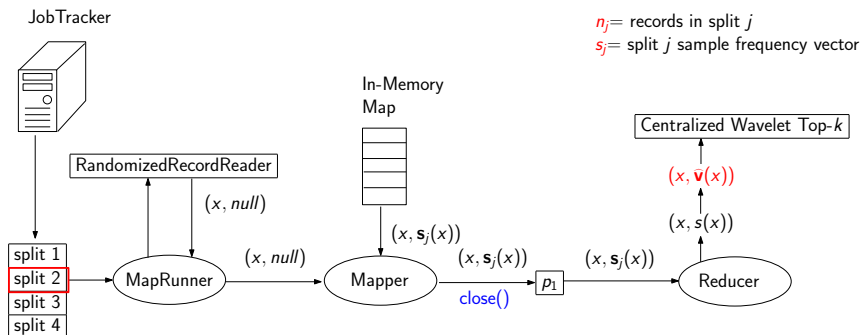 JobTracker
n_j= records in split j
s_j= split j sample frequency vector
In-Memory
Map
Centralized Wavelet Top-k
RandomizedRecordReader
(x, v̂(x))
(x, null)
(x, s(x))
(x, s_j(x))
split 1
split 2
split 3
split 4
MapRunner
(x, null)
Mapper
(x, s_j(x))
close()
p_1
(x, s_j(x))
Reducer